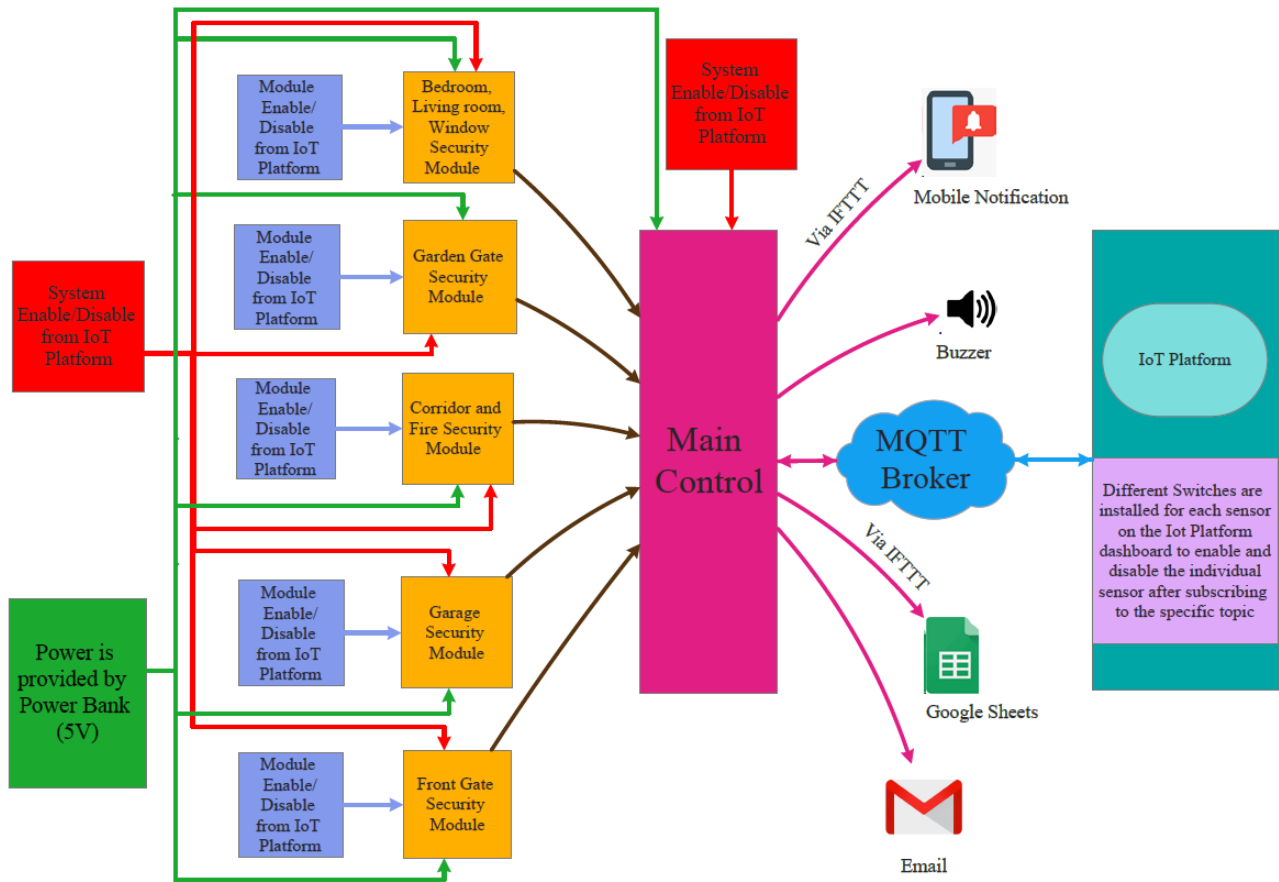 Module
Enable/
Disable
from IoT
Platform
Bedroom,
Living room,
Window
Security
Module
System
Enable/Disable
from IoT
Platform
Via IFTTT
Mobile Notification
Module
Enable/
Disable
from IoT
Platform
Garden Gate
Security
Module
System
Enable/Disable
from IoT
Platform
Buzzer
IoT Platform
Module
Enable/
Disable
from IoT
Platform
Corridor and
Fire Security
Module
Main
Control
MQTT
Broker
Different Switches are
installed for each sensor
on the Iot Platform
dashboard to enable and
disable the individual
sensor after subscribing
to the specific topic
Via IFTTT
Module
Enable/
Disable
from IoT
Platform
Garage
Security
Module
Power is
provided by
Power Bank
(5V)
Google Sheets
Module
Enable/
Disable
from IoT
Platform
Front Gate
Security
Module
Email